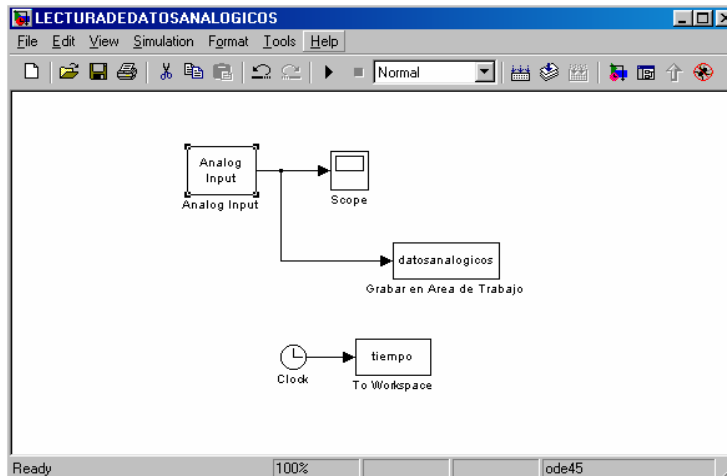 LECTURADEDATOSANALOGICOS
File Edit View Simulation Format Tools Help
Normal
Analog
Input
Analog Input
Scope
datosanalogicos
Grabar en Area de Trabajo
Clock
tiempo
To Workspace
Ready 100% ode45